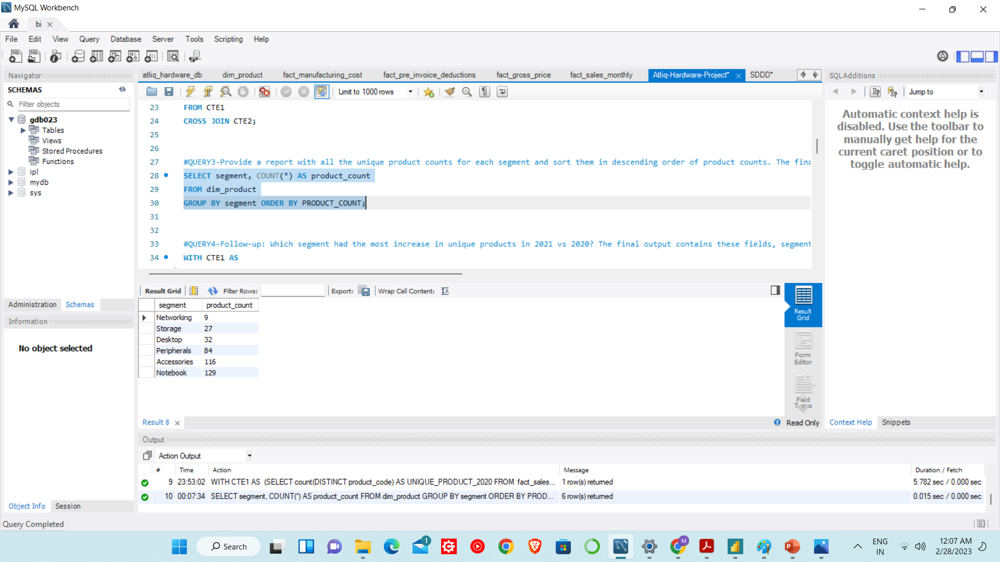 MySQL Workbench
bi
File Edit View Query Database Server Tools Scripting Help
Navigator
SCHEMAS
Filter objects
gdb023
Tables
Views
Stored Procedures
Functions
ipl
mydb
sys
Administration Schemas
Information
No object selected
Object Info Session
Query Completed
atliq_hardware_db dim_product fact_manufacturing_cost fact_pre_invoice_deductions fact_gross_price fact_sales_monthly Atliq-Hardware-Project* SDDD*
Limit to 1000 rows
23 FROM CTE1
24 CROSS JOIN CTE2;
25
26
27 #QUERY3-Provide a report with all the unique product counts for each segment and sort them in descending order of product counts. The fina
28 SELECT segment, COUNT(*) AS product_count
29 FROM dim_product
30 GROUP BY segment ORDER BY PRODUCT_COUNT;
31
32
33 #QUERY4-Follow-up: Which segment had the most increase in unique products in 2021 vs 2020? The final output contains these fields, segment
34 WITH CTE1 AS
Result Grid Filter Rows: Export: Wrap Cell Content:
segment product_count
Networking 9
Storage 27
Desktop 32
Peripherals 84
Accessories 116
Notebook 129
Result Grid
Form Editor
Field Types
Result 8
Read Only
SQLAdditions
Jump to
Automatic context help is
disabled. Use the toolbar to
manually get help for the
current caret position or to
toggle automatic help.
Context Help Snippets
Output
Action Output
# Time Action Message Duration / Fetch
9 23:53:02 WITH CTE1 AS (SELECT count(DISTINCT product_code) AS UNIQUE_PRODUCT_2020 FROM fact_sales... 1 row(s) returned 5.782 sec / 0.000 sec
10 00:07:34 SELECT segment, COUNT(*) AS product_count FROM dim_product GROUP BY segment ORDER BY PROD... 6 row(s) returned 0.015 sec / 0.000 sec
Search
1
M
ENG
IN
12:07 AM
2/28/2023